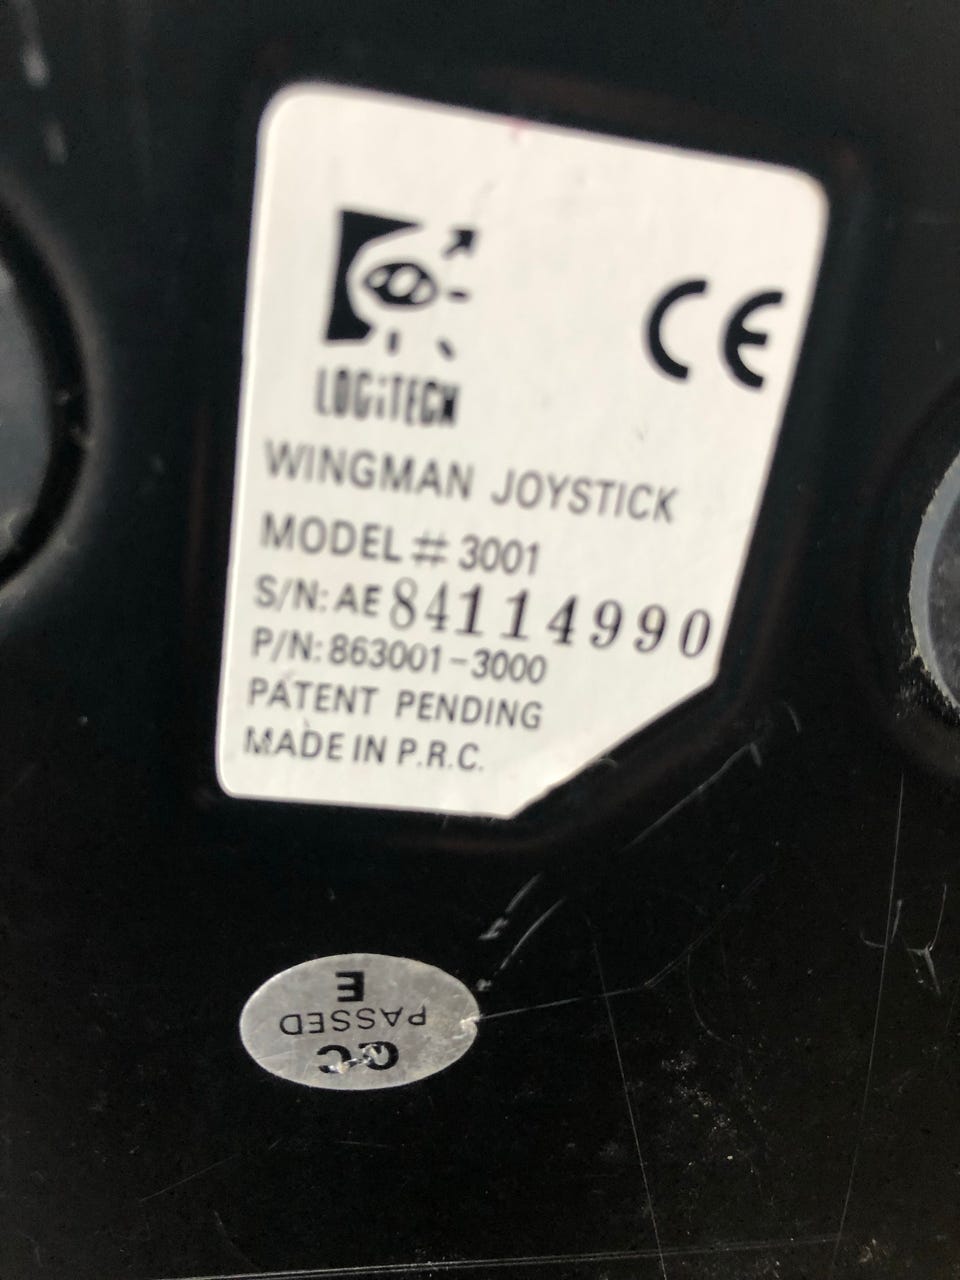 LOGiTECH
CE
WINGMAN JOYSTICK
MODEL # 3001
S/N: AE 84114990
P/N: 863001-3000
PATENT PENDING
MADE IN P.R.C.
QC
PASSED
E